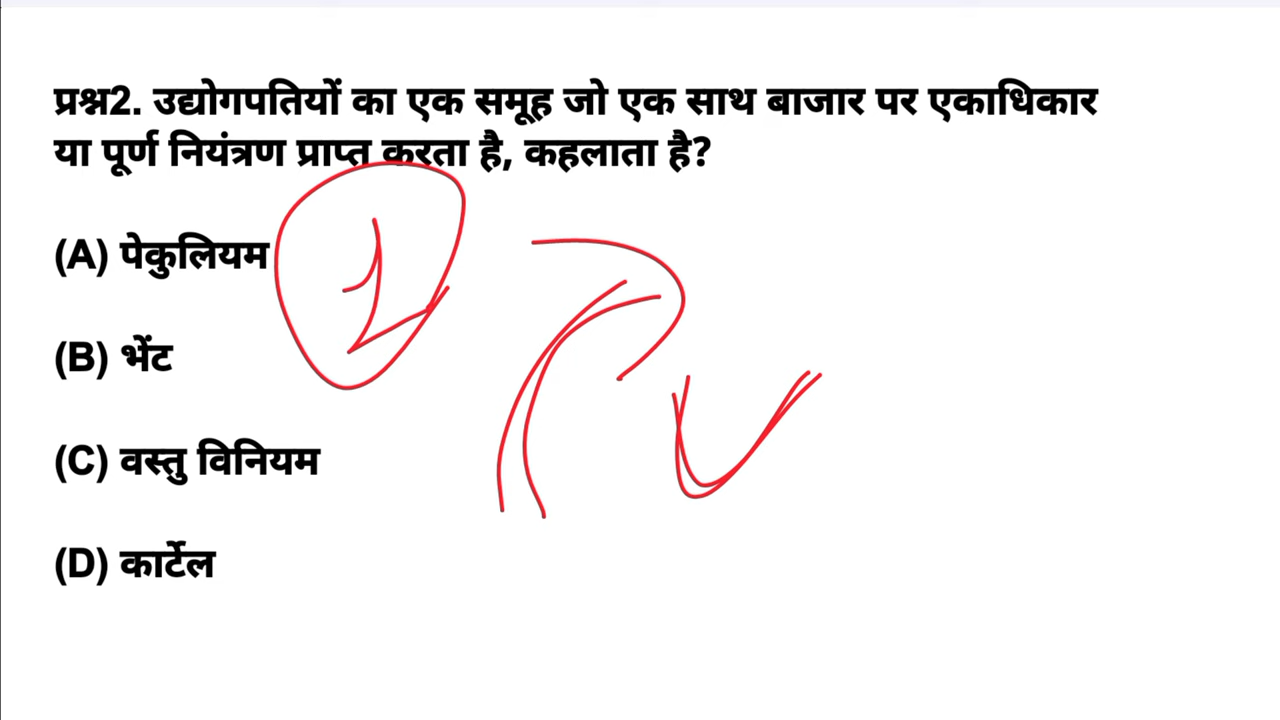 प्रश्न2. उद्योगपतियों का एक समूह जो एक साथ बाजार पर एकाधिकार
या पूर्ण नियंत्रण प्राप्त करता है, कहलाता है?
(A) पेकुलियम
(B) भेंट
(C) वस्तु विनियम
(D) कार्टेल